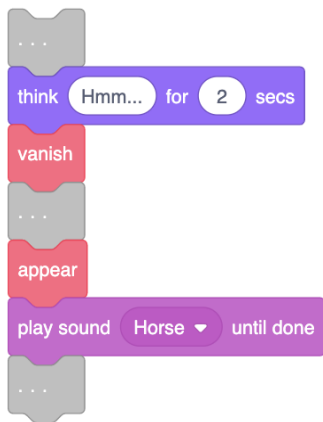 ...
think Hmm... for 2 secs
vanish
...
appear
play sound Horse until done
...